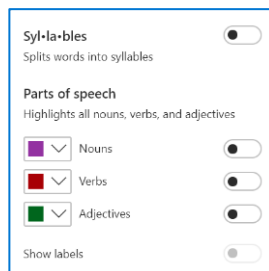 Syl•la•bles
Splits words into syllables
Parts of speech
Highlights all nouns, verbs, and adjectives
Nouns
Verbs
Adjectives
Show labels